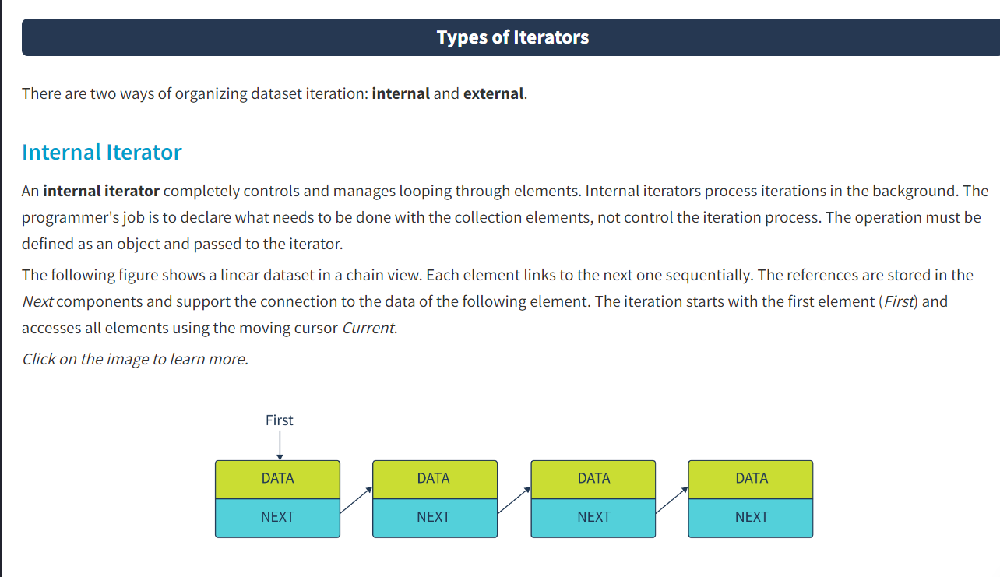 Types of Iterators
There are two ways of organizing dataset iteration: internal and external.
Internal Iterator
An internal iterator completely controls and manages looping through elements. Internal iterators process iterations in the background. The
programmer's job is to declare what needs to be done with the collection elements, not control the iteration process. The operation must be
defined as an object and passed to the iterator.
The following figure shows a linear dataset in a chain view. Each element links to the next one sequentially. The references are stored in the
Next components and support the connection to the data of the following element. The iteration starts with the first element (First) and
accesses all elements using the moving cursor Current.
Click on the image to learn more.
First
DATA DATA DATA DATA
NEXT NEXT NEXT NEXT